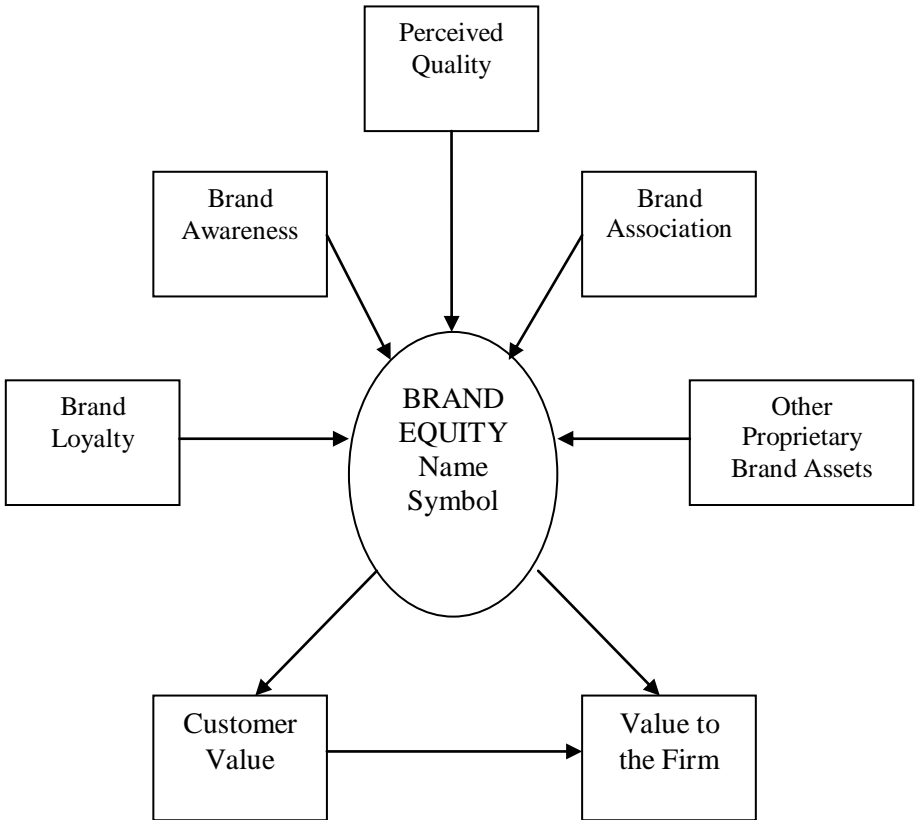 Perceived
Quality
Brand
Awareness
Brand
Association
Brand
Loyalty
BRAND
EQUITY
Name
Symbol
Other
Proprietary
Brand Assets
Customer
Value
Value to
the Firm